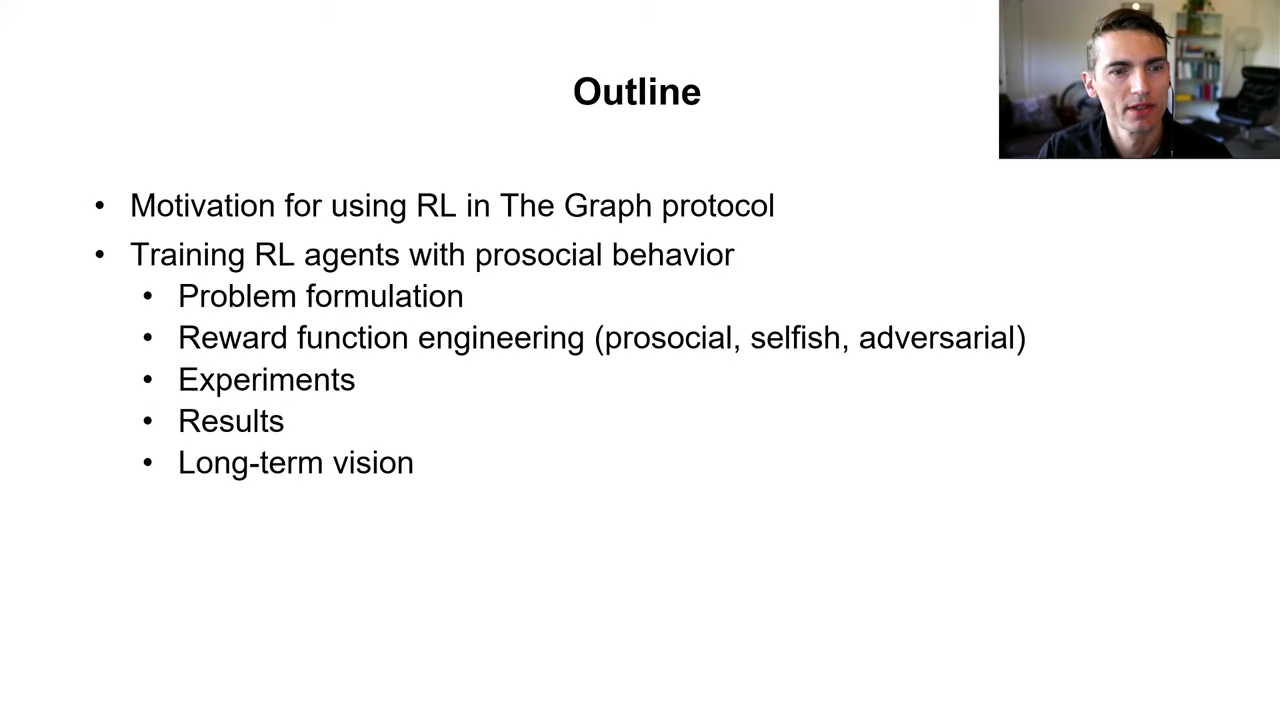 Outline
• Motivation for using RL in The Graph protocol
• Training RL agents with prosocial behavior
• Problem formulation
• Reward function engineering (prosocial, selfish, adversarial)
• Experiments
• Results
• Long-term vision